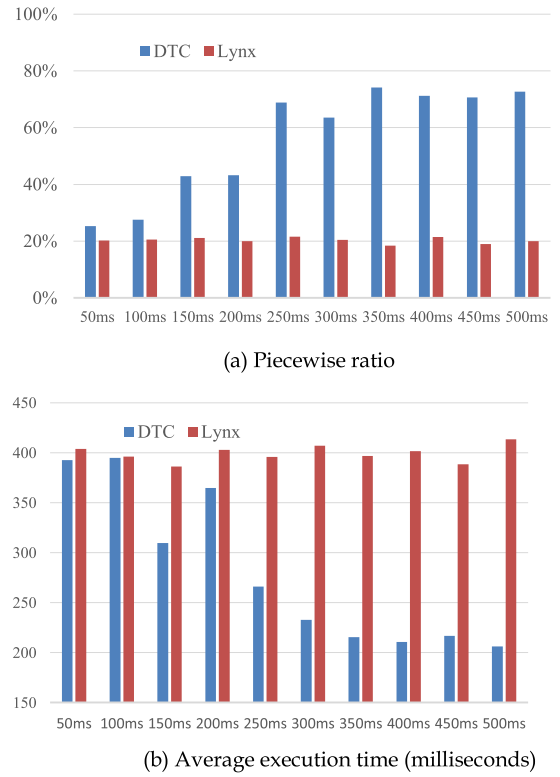 100%
DTC Lynx
80%
60%
40%
20%
0%
50ms 100ms 150ms 200ms 250ms 300ms 350ms 400ms 450ms 500ms
(a) Piecewise ratio
450
DTC Lynx
400
350
300
250
200
150
50ms 100ms 150ms 200ms 250ms 300ms 350ms 400ms 450ms 500ms
(b) Average execution time (milliseconds)